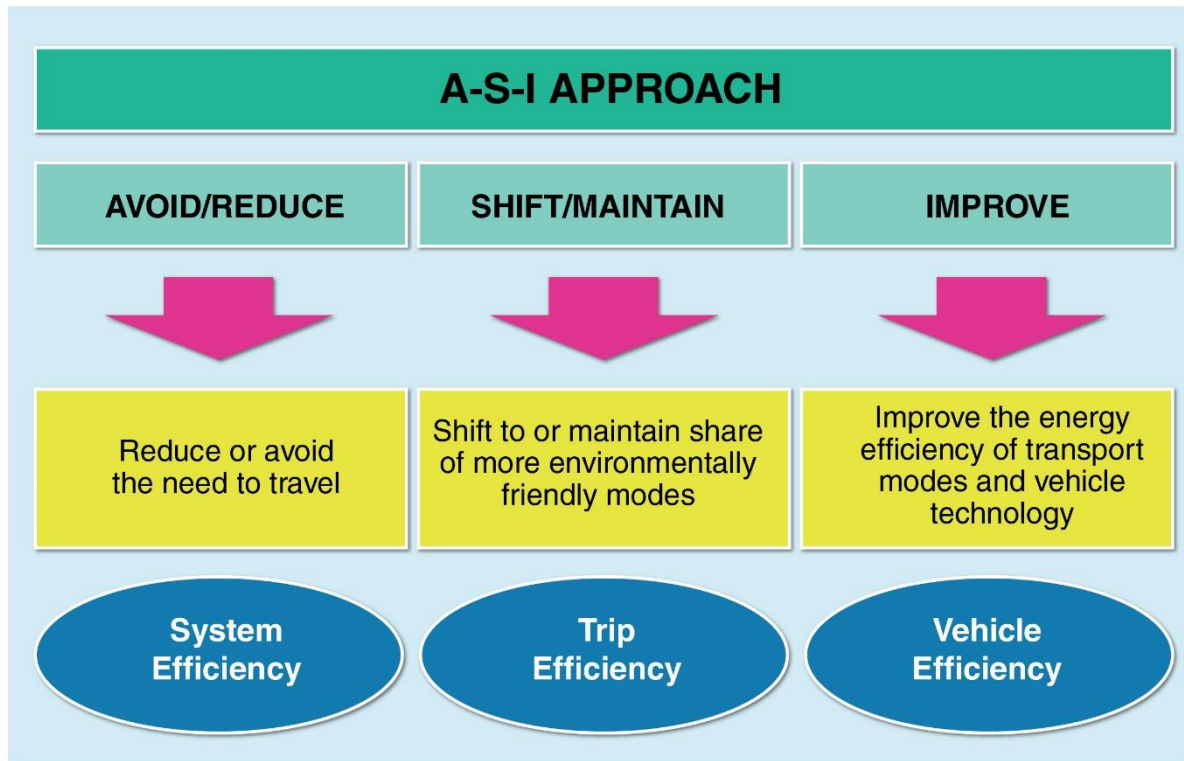 A-S-I APPROACH
AVOID/REDUCE
SHIFT/MAINTAIN
IMPROVE
Reduce or avoid
the need to travel
Shift to or maintain share
of more environmentally
friendly modes
Improve the energy
efficiency of transport
modes and vehicle
technology
System
Efficiency
Trip
Efficiency
Vehicle
Efficiency